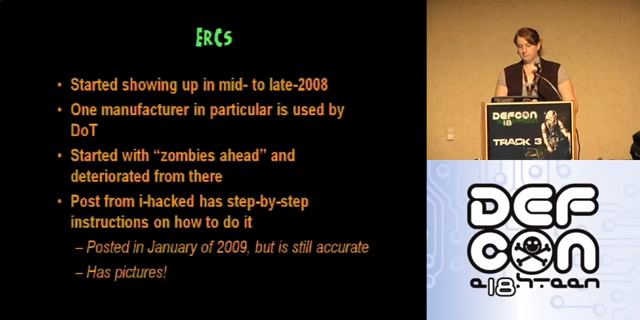 ERCs
• Started showing up in mid- to late-2008
• One manufacturer in particular is used by
DoT
• Started with “zombies ahead” and
deteriorated from there
• Post from i-hacked has step-by-step
instructions on how to do it
– Posted in January of 2009, but is still accurate
– Has pictures!
DEFCON
18
TRACK 3
DEF
CON
e18h-teen